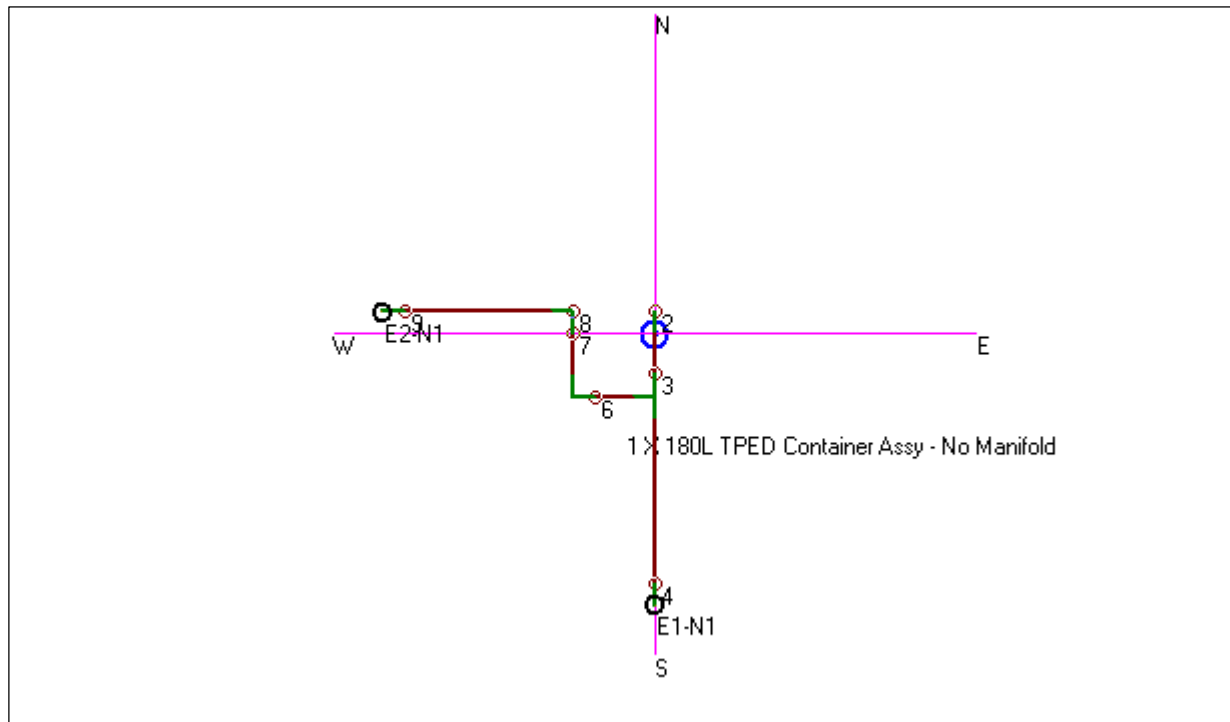 N
2
8
9
E2-N1
7
W
E
3
6
1 X 180L TPED Container Assy - No Manifold
4
E1-N1
S